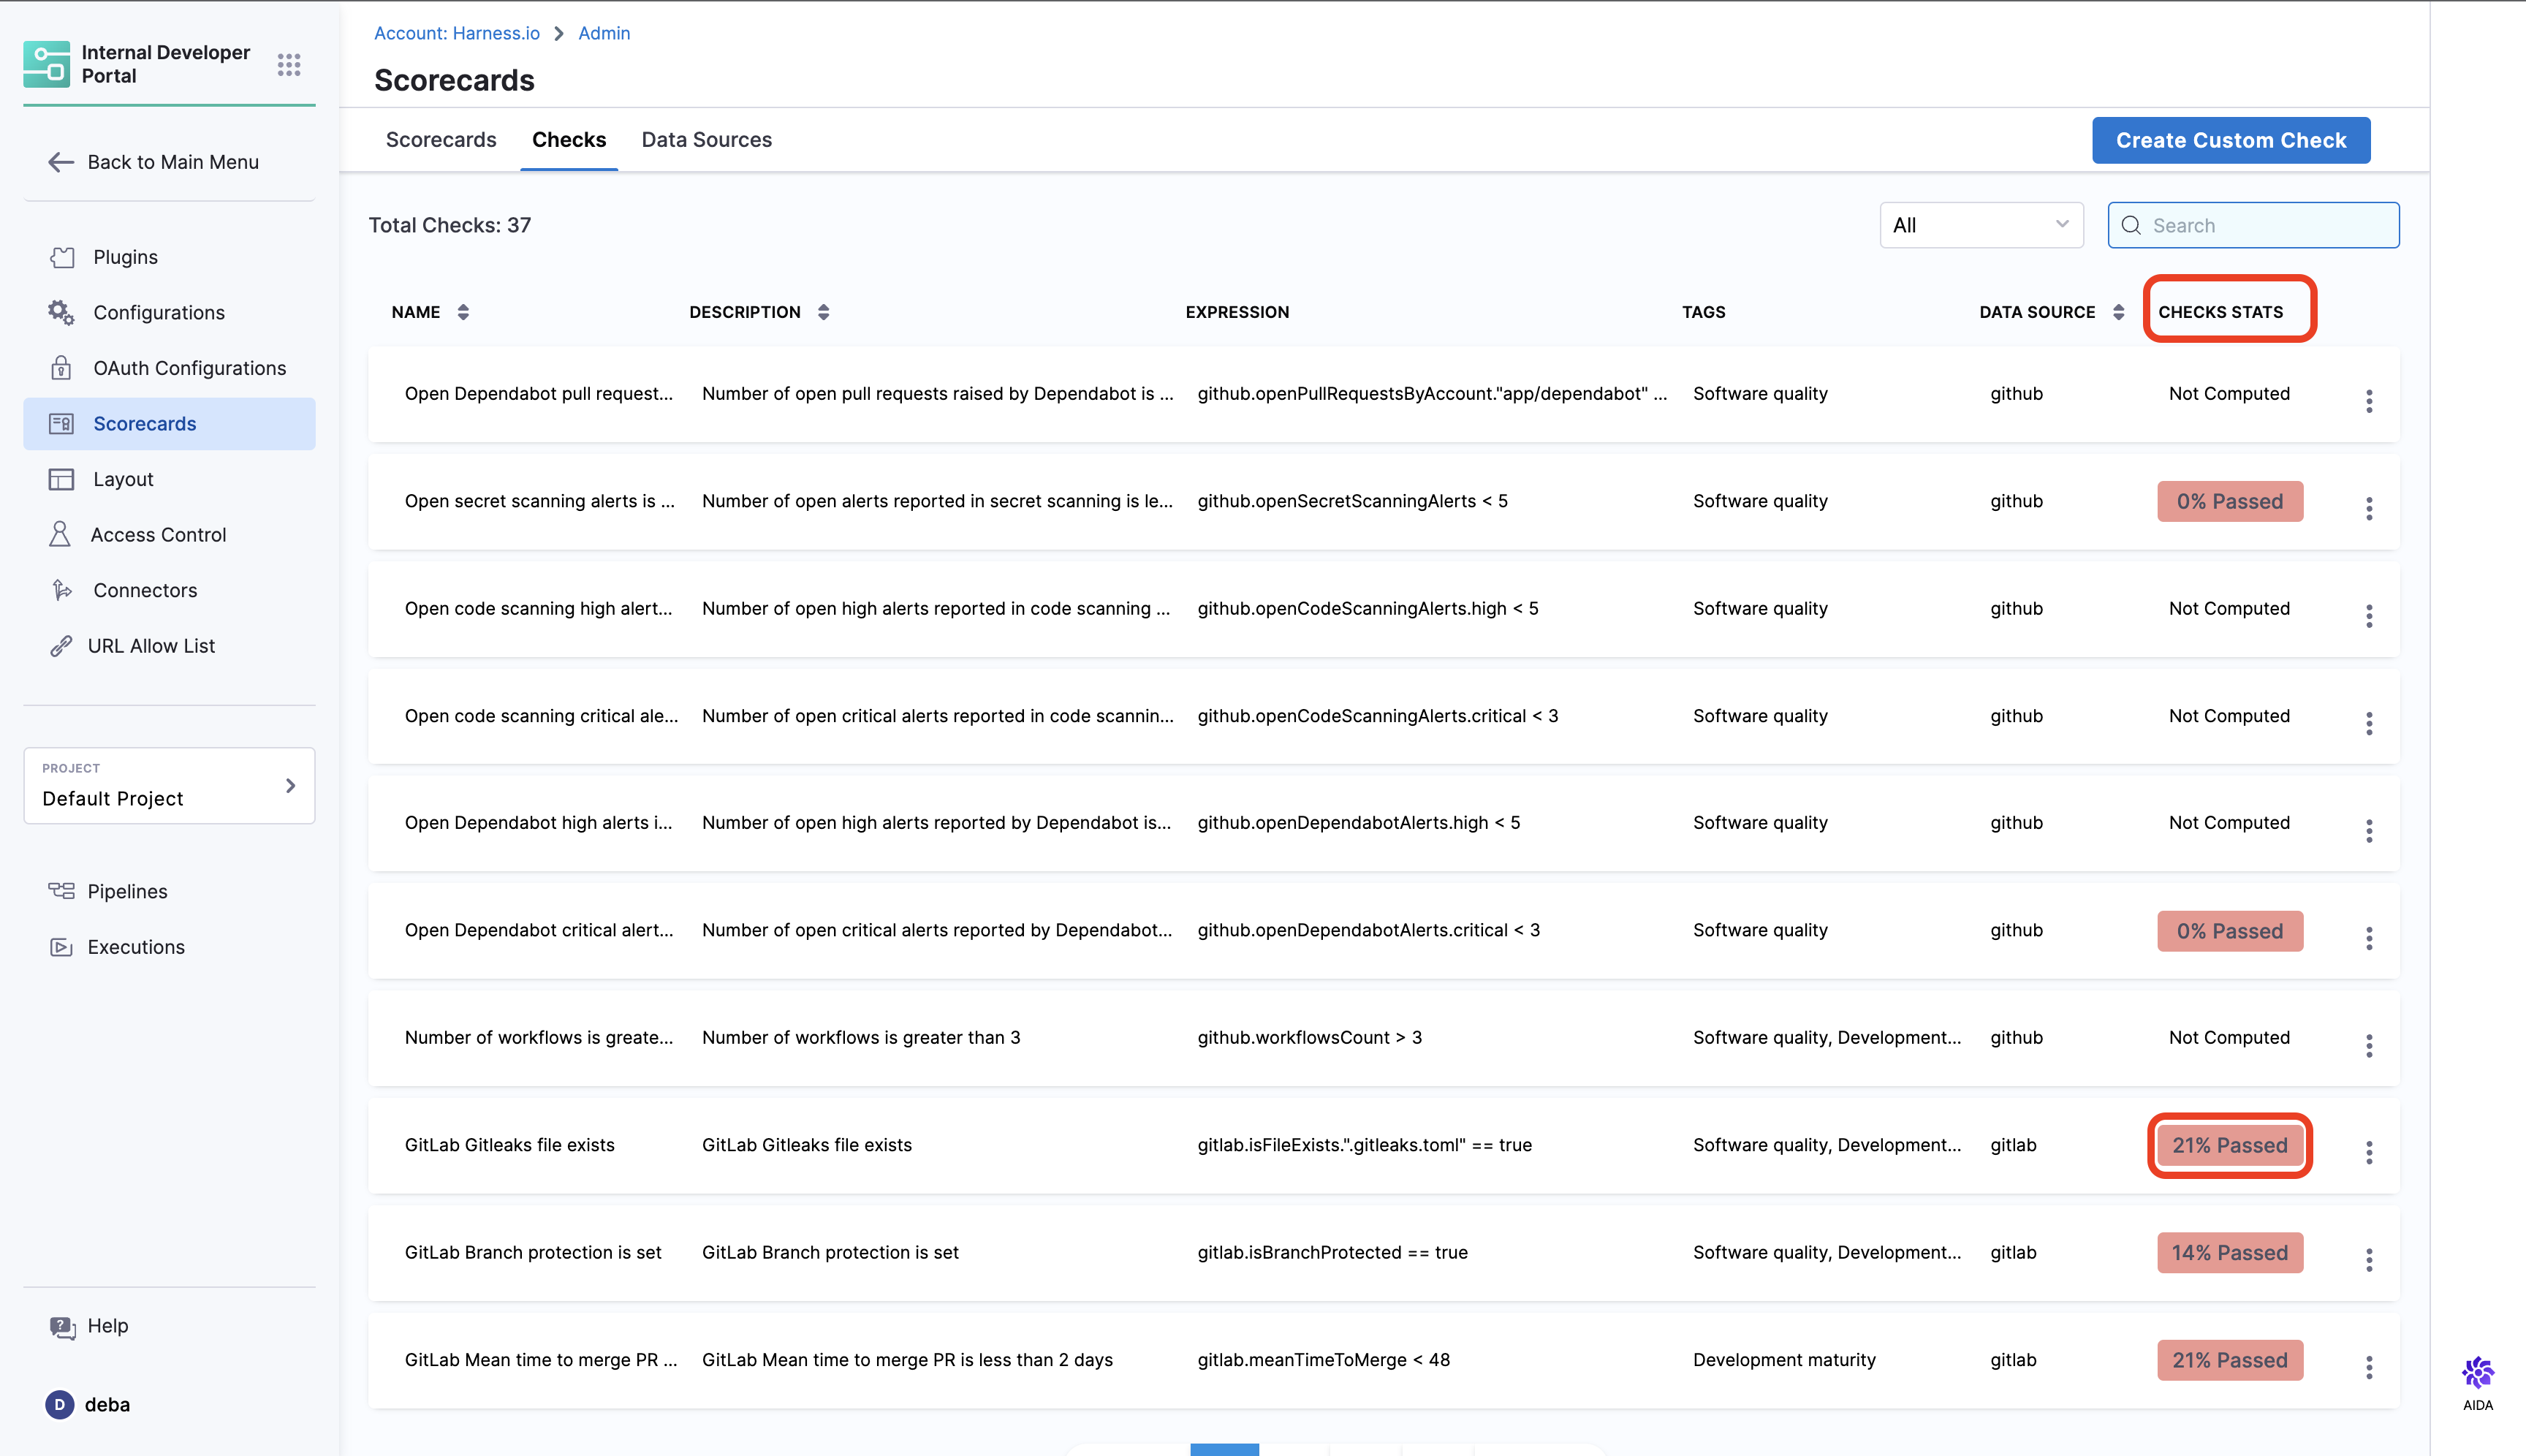 Internal Developer
Portal
Back to Main Menu
Plugins
Configurations
OAuth Configurations
Scorecards
Layout
Access Control
Connectors
URL Allow List
PROJECT
Default Project
Pipelines
Executions
Help
D deba
Account: Harness.io > Admin
Scorecards
Scorecards Checks Data Sources Create Custom Check
Total Checks: 37 All Search
NAME DESCRIPTION EXPRESSION TAGS DATA SOURCE CHECKS STATS
Open Dependabot pull request... Number of open pull requests raised by Dependabot is ... github.openPullRequestsByAccount."app/dependabot" ... Software quality github Not Computed
Open secret scanning alerts is ... Number of open alerts reported in secret scanning is le... github.openSecretScanningAlerts < 5 Software quality github 0% Passed
Open code scanning high alert... Number of open high alerts reported in code scanning ... github.openCodeScanningAlerts.high < 5 Software quality github Not Computed
Open code scanning critical ale... Number of open critical alerts reported in code scannin... github.openCodeScanningAlerts.critical < 3 Software quality github Not Computed
Open Dependabot high alerts i... Number of open high alerts reported by Dependabot is... github.openDependabotAlerts.high < 5 Software quality github Not Computed
Open Dependabot critical alert... Number of open critical alerts reported by Dependabot... github.openDependabotAlerts.critical < 3 Software quality github 0% Passed
Number of workflows is greate... Number of workflows is greater than 3 github.workflowsCount > 3 Software quality, Development... github Not Computed
GitLab Gitleaks file exists GitLab Gitleaks file exists gitlab.isFileExists.".gitleaks.toml" == true Software quality, Development... gitlab 21% Passed
GitLab Branch protection is set GitLab Branch protection is set gitlab.isBranchProtected == true Software quality, Development... gitlab 14% Passed
GitLab Mean time to merge PR ... GitLab Mean time to merge PR is less than 2 days gitlab.meanTimeToMerge < 48 Development maturity gitlab 21% Passed
AIDA